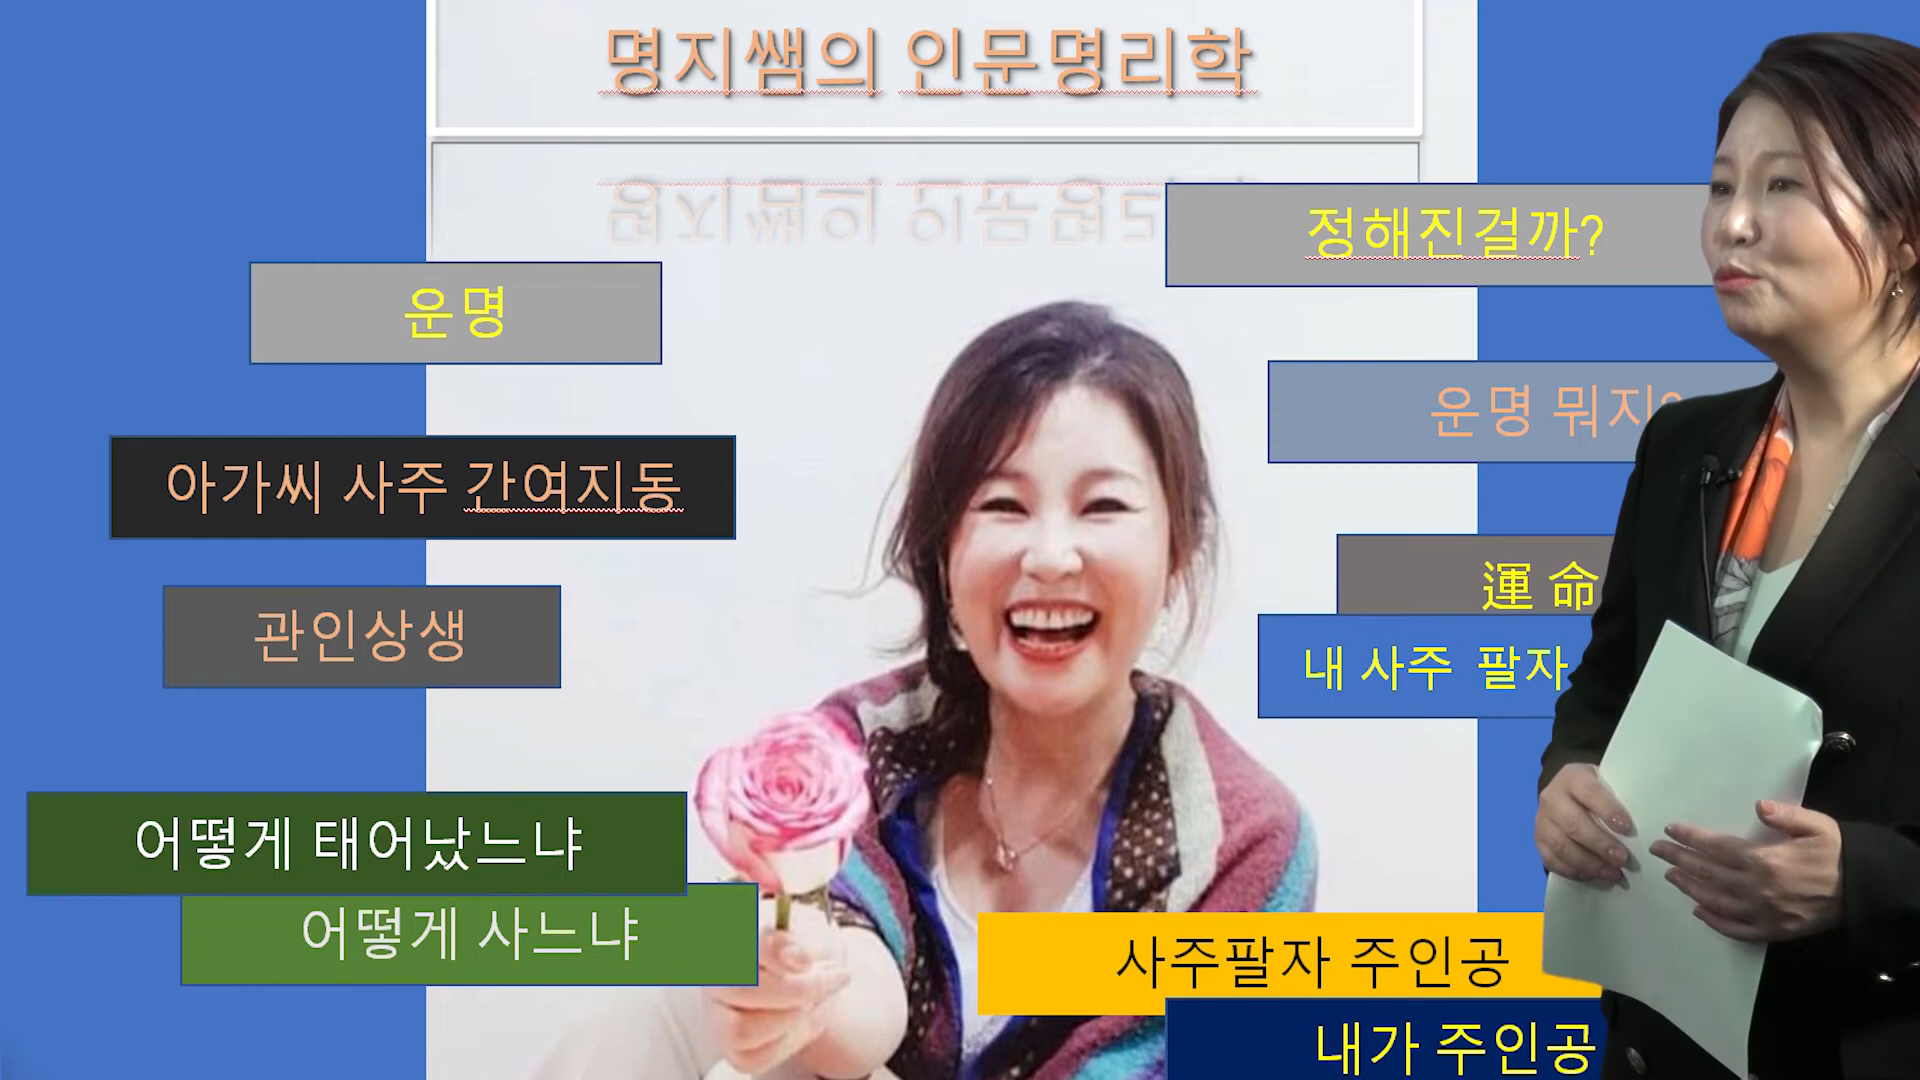 명지쌤의 인문명리학
정해진걸까?
운명
운명 뭐지?
아가씨 사주 간여지동
運 命
관인상생
내 사주 팔자
어떻게 태어났느냐
어떻게 사느냐
사주팔자 주인공
내가 주인공